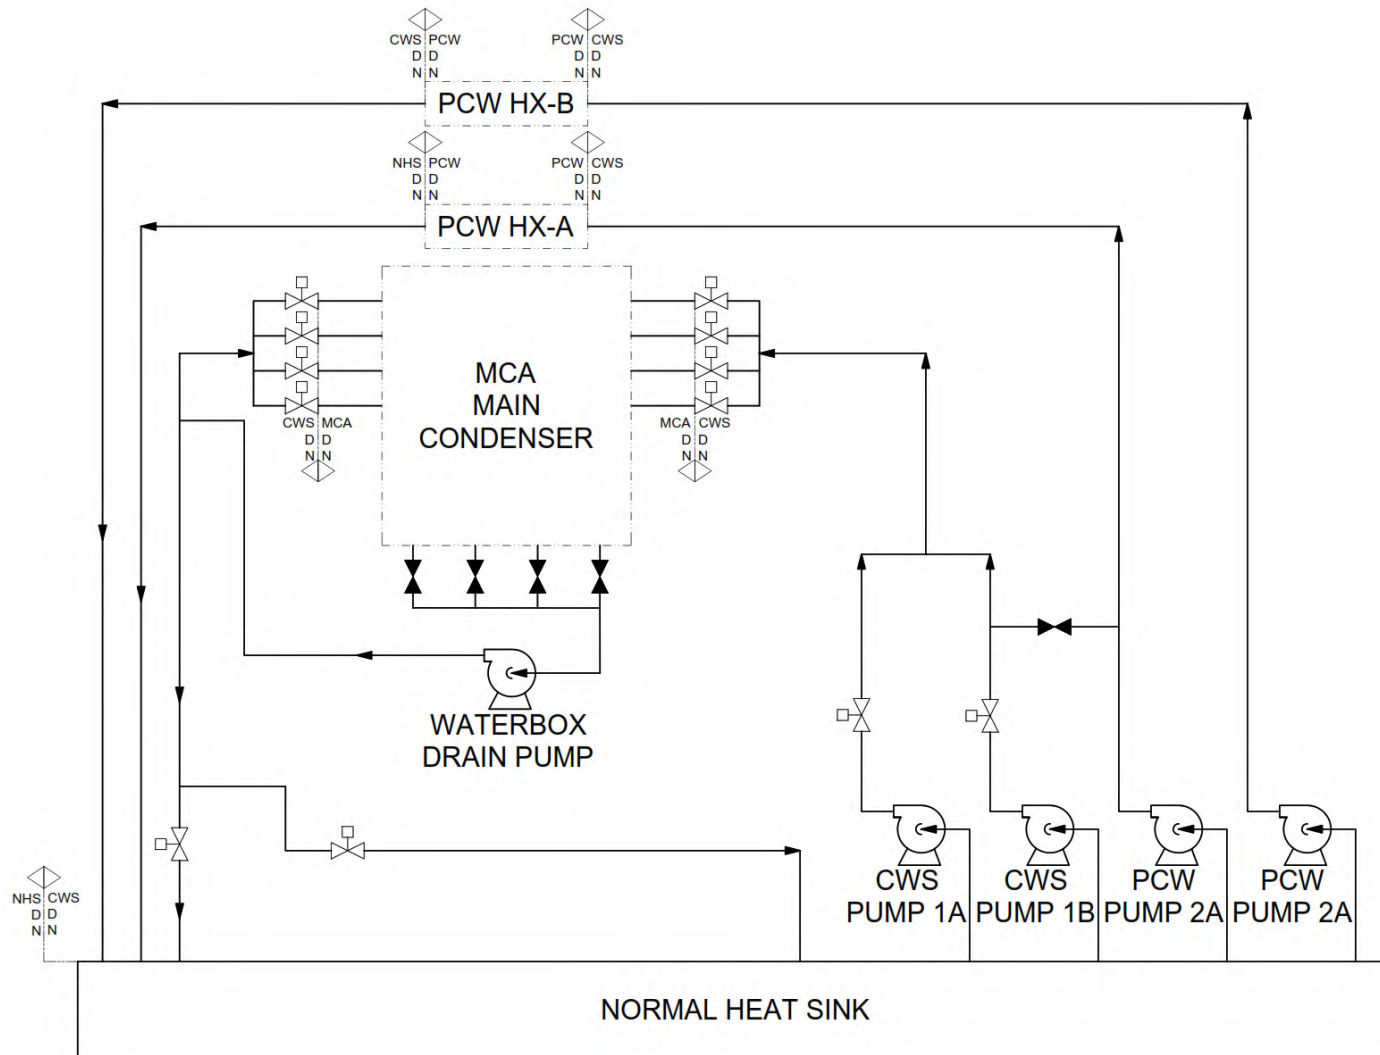 CWS PCW
D D
N N
PCW CWS
D D
N N
PCW HX-B
NHS PCW
D D
N N
PCW CWS
D D
N N
PCW HX-A
MCA
MAIN
CONDENSER
CWS MCA
D D
N N
MCA CWS
D D
N N
WATERBOX
DRAIN PUMP
CWS
PUMP 1A
CWS
PUMP 1B
PCW
PUMP 2A
PCW
PUMP 2A
NHS CWS
D D
N N
NORMAL HEAT SINK